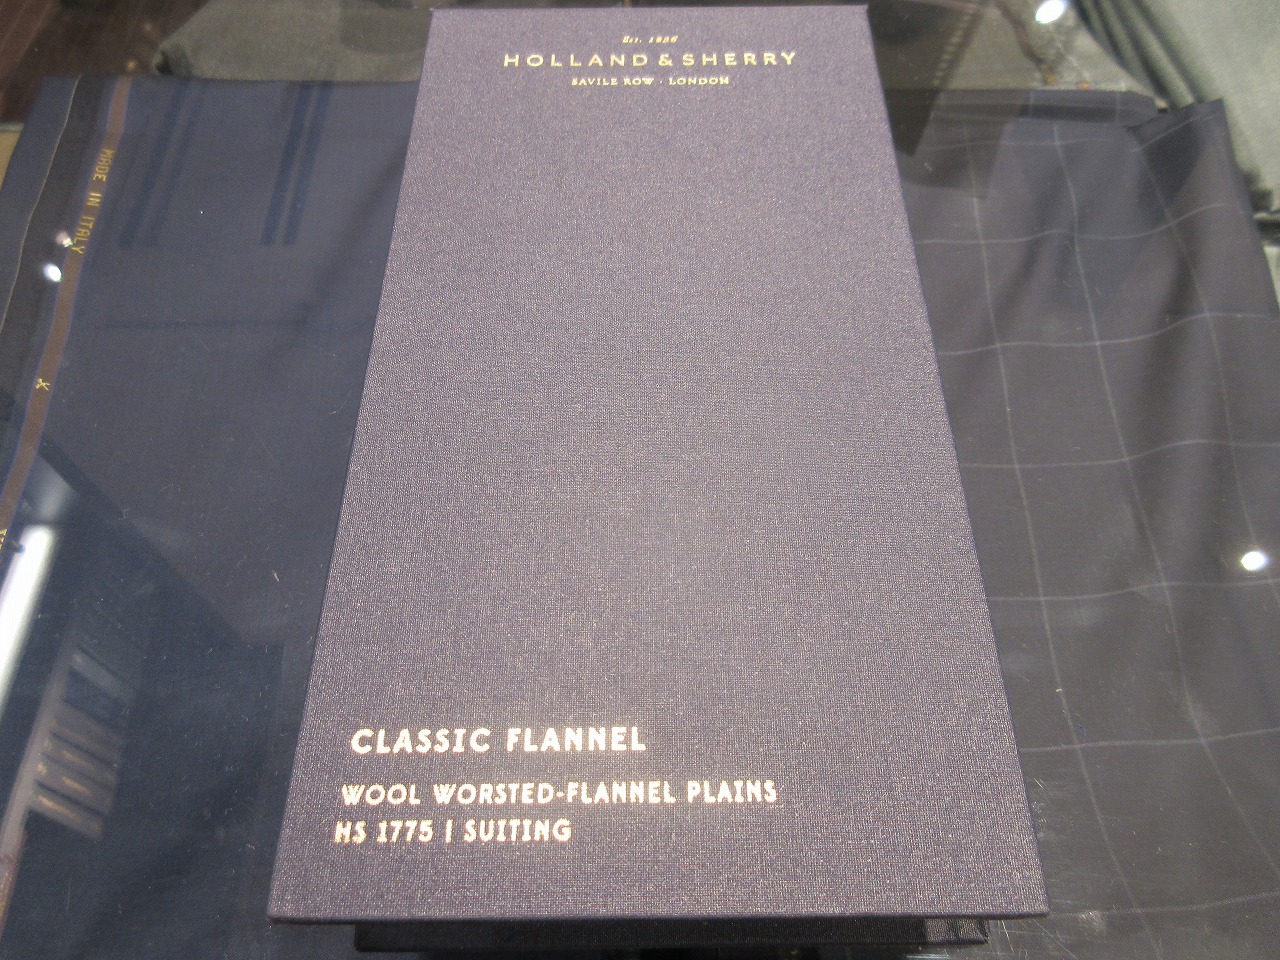 Est. 1836
HOLLAND & SHERRY
SAVILE ROW · LONDON
MADE IN ITALY
CLASSIC FLANNEL
WOOL WORSTED-FLANNEL PLAINS
HS 1775 | SUITING